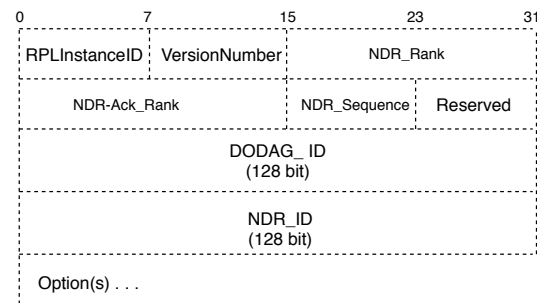 0 7 15 23 31
RPLInstanceID VersionNumber NDR_Rank
NDR-Ack_Rank NDR_Sequence Reserved
DODAG_ ID
(128 bit)
NDR_ID
(128 bit)
Option(s) . . .